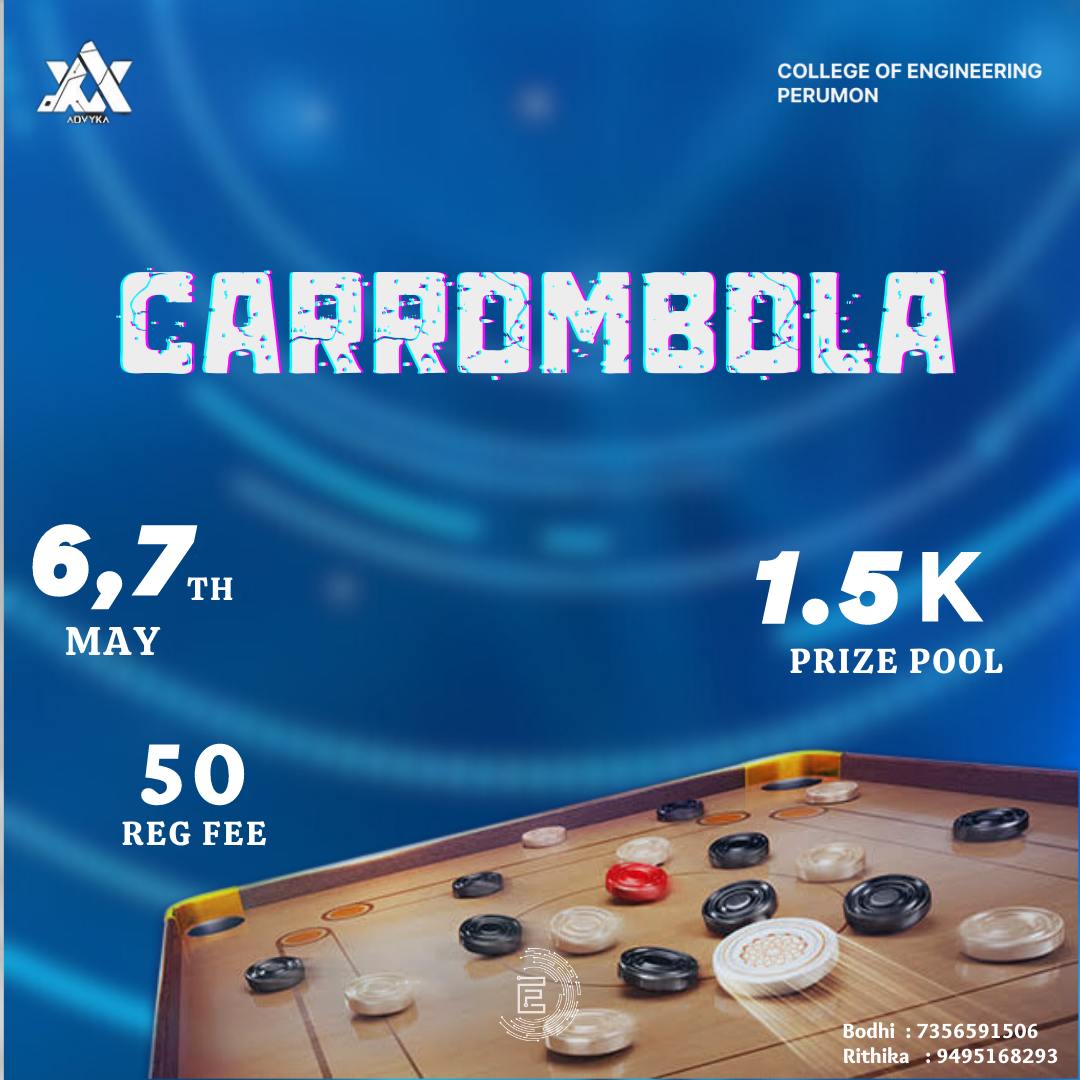 ADVYKA
COLLEGE OF ENGINEERING
PERUMON
CARROMBOLA
6,7TH
MAY
1.5K
PRIZE POOL
50
REG FEE
E
Bodhi : 7356591506
Rithika : 9495168293